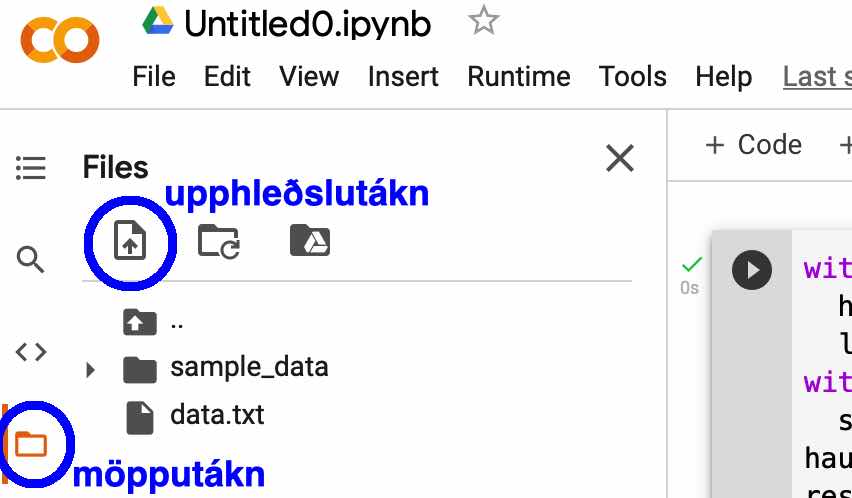 Untitled0.ipynb
File Edit View Insert Runtime Tools Help Last s
Files
+ Code +
upphleðslutákn
0s
wit
h
l
wit
s
hau
res
..
sample_data
data.txt
möpputákn